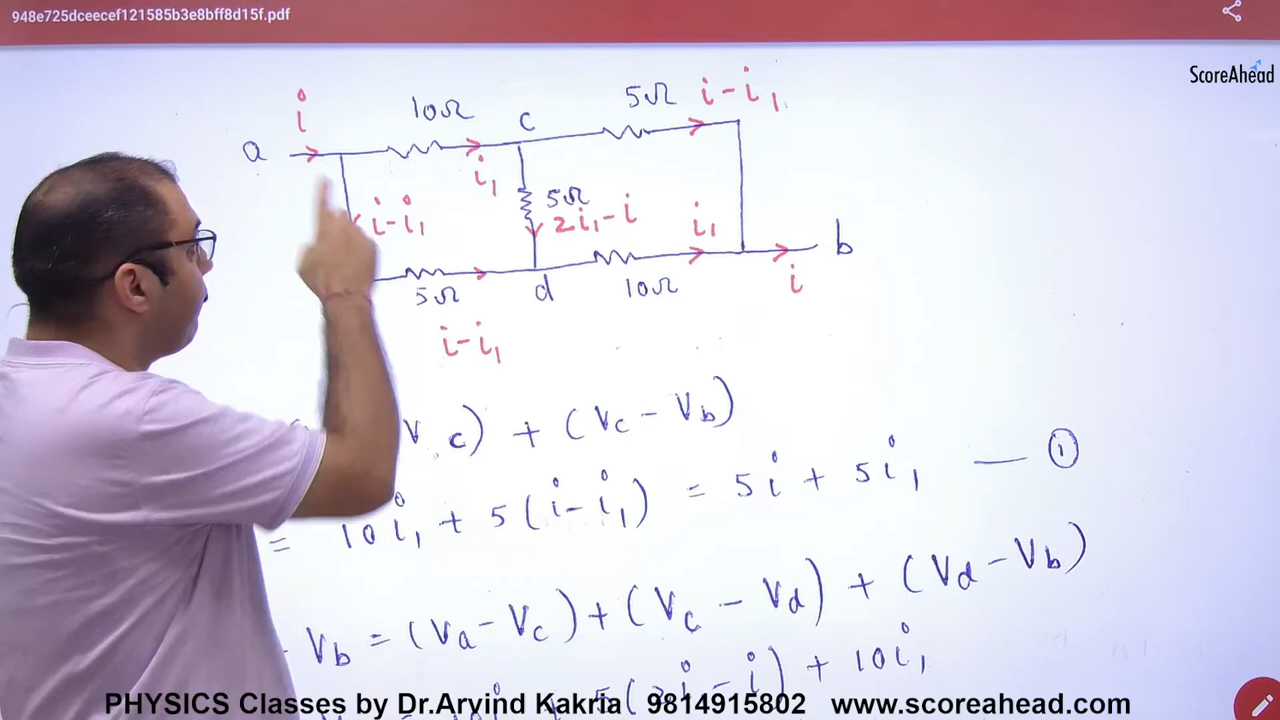 948e725dceecef121585b3e8bff8d15f.pdf
ScoreAhead
i 10Ω c 5Ω i-i₁
a i₁
i-i₁ 5Ω 2i₁-i i₁ b
5Ω d 10Ω i
i-i₁
c) + (Vc - Vb)
= 10i₁ + 5(i-i₁) = 5i + 5i₁ — ①
Vb = (Va-Vc)+(Vc - Vd) + (Vd-Vb)
+ 10i₁
PHYSICS Classes by Dr.Arvind Kakria 9814915802 www.scoreahead.com